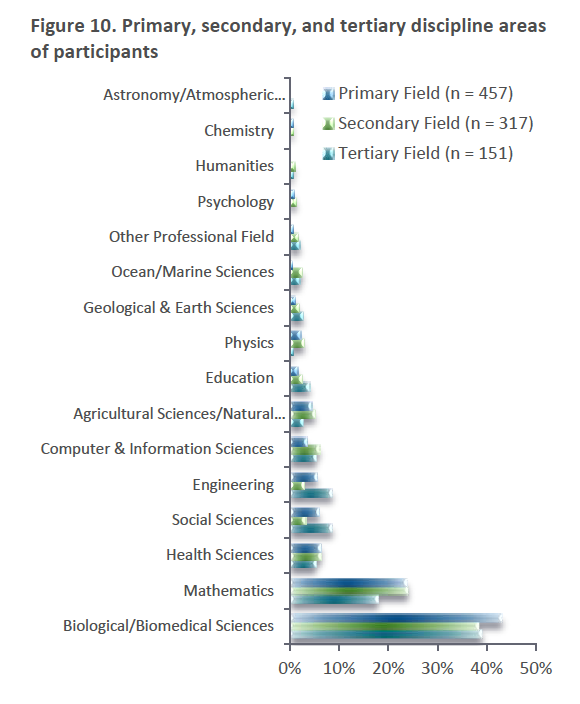 Figure 10. Primary, secondary, and tertiary discipline areas
of participants
Astronomy/Atmospheric...
Primary Field (n = 457)
Chemistry
Secondary Field (n = 317)
Tertiary Field (n = 151)
Humanities
Psychology
Other Professional Field
Ocean/Marine Sciences
Geological & Earth Sciences
Physics
Education
Agricultural Sciences/Natural...
Computer & Information Sciences
Engineering
Social Sciences
Health Sciences
Mathematics
Biological/Biomedical Sciences
0% 10% 20% 30% 40% 50%